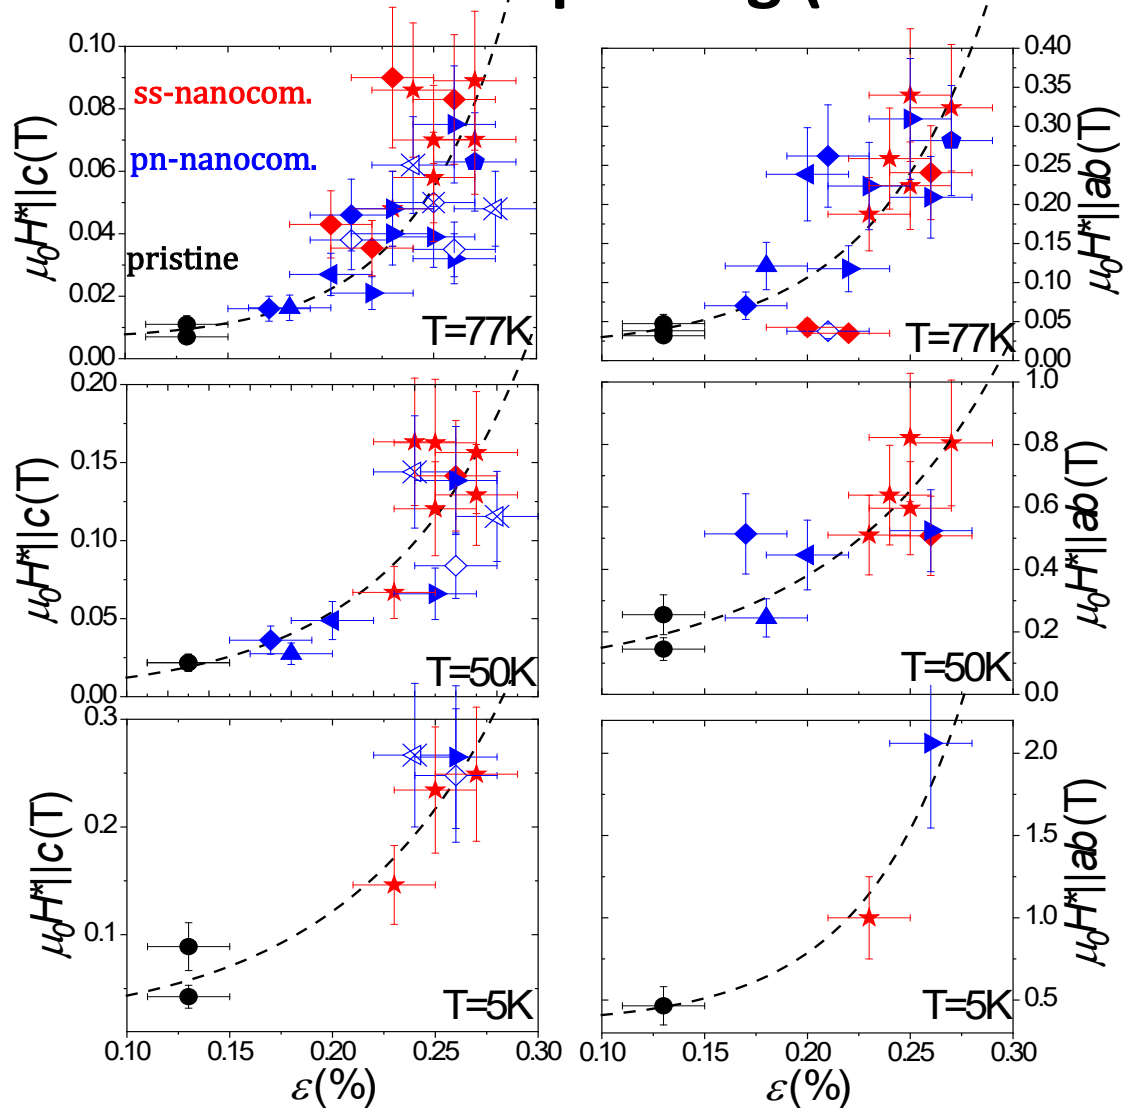 0.10
0.08
0.06
0.04
0.02
0.00
μ₀H*||c(T)
ss-nanocom.
pn-nanocom.
pristine
T=77K
0.40
0.35
0.30
0.25
0.20
0.15
0.10
0.05
0.00
μ₀H*||ab(T)
T=77K
0.20
0.15
0.10
0.05
0.00
μ₀H*||c(T)
T=50K
1.0
0.8
0.6
0.4
0.2
0.0
μ₀H*||ab(T)
T=50K
0.3
0.2
0.1
μ₀H*||c(T)
T=5K
0.10 0.15 0.20 0.25 0.30
ε(%)
2.0
1.5
1.0
0.5
μ₀H*||ab(T)
T=5K
0.10 0.15 0.20 0.25 0.30
ε(%)